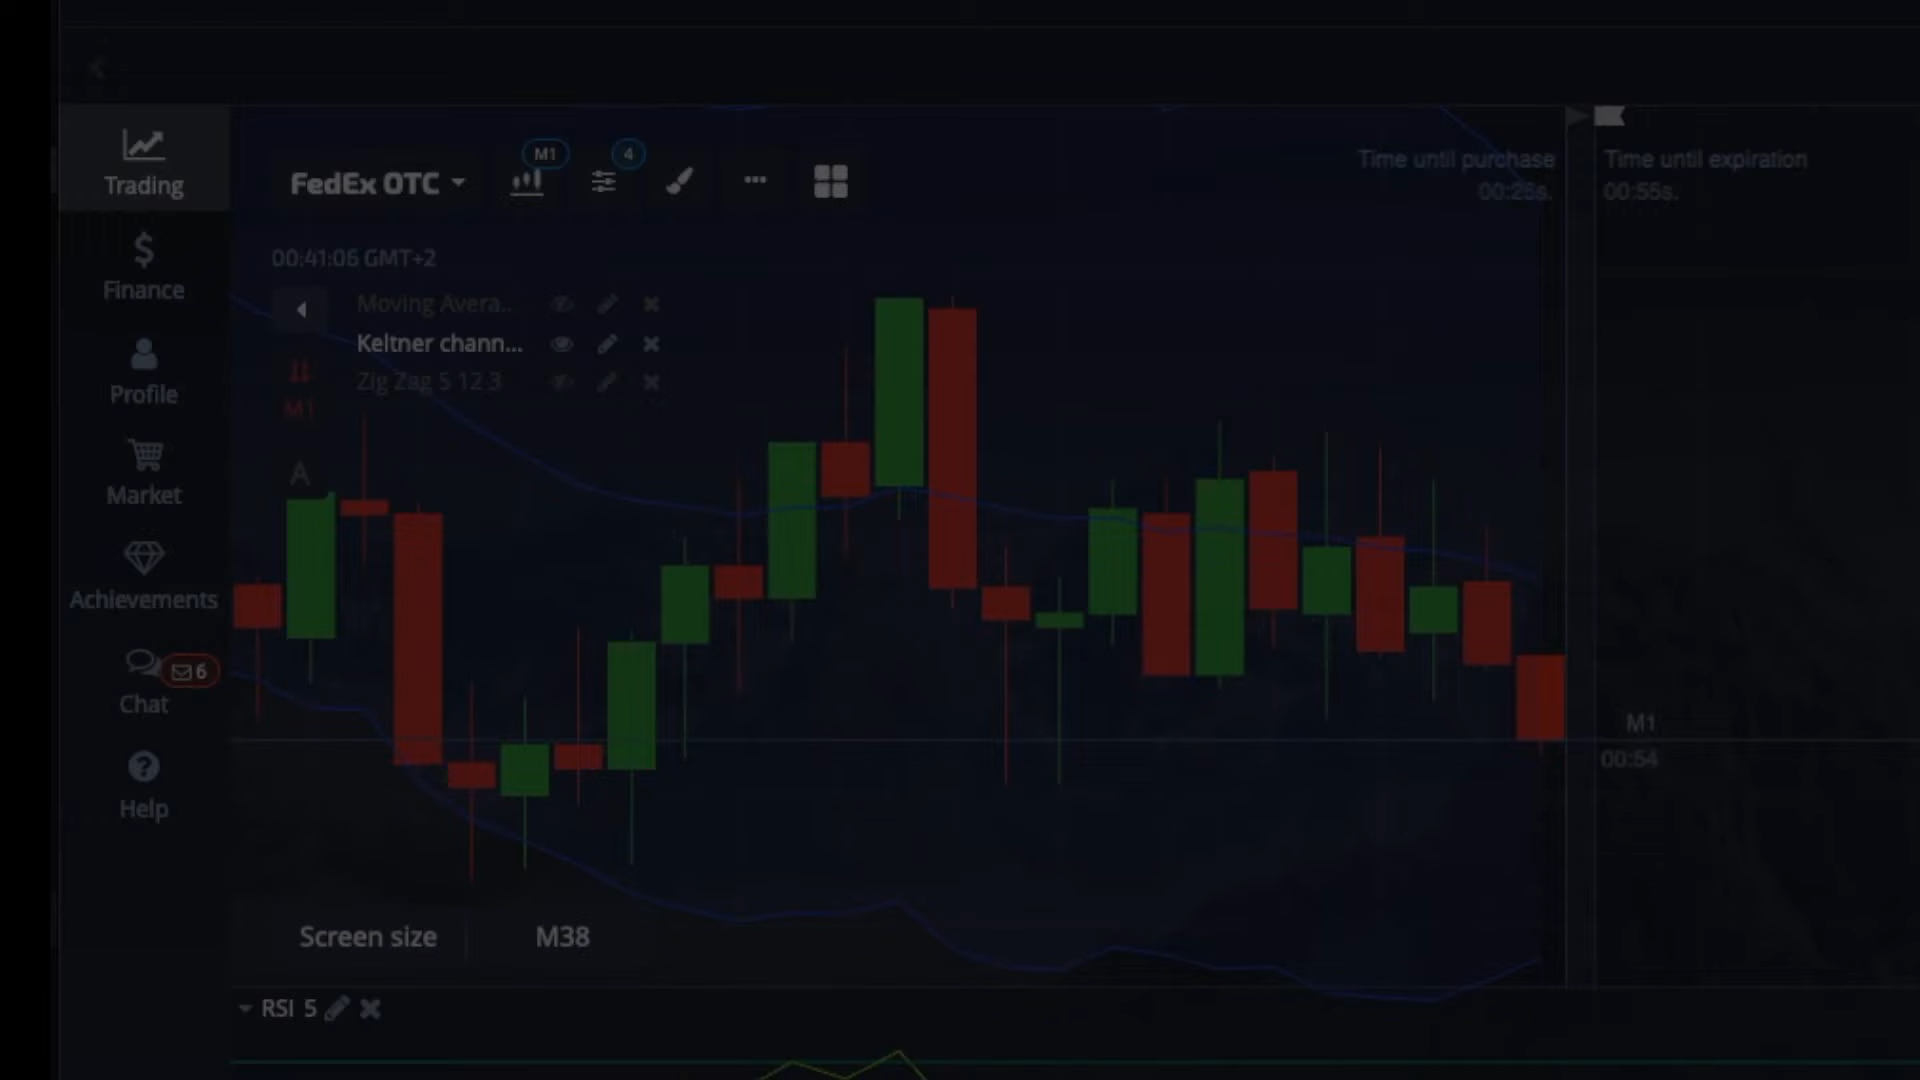 Trading
Finance
Profile
Market
Achievements
6
Chat
Help
M1
4
FedEx OTC
00:41:06 GMT+2
Moving Avera...
Keltner chann...
Zig Zag 5 12 3
M1
A
Time until purchase
00:25s.
Time until expiration
00:55s.
M1
00:54
Screen size
M38
RSI 5